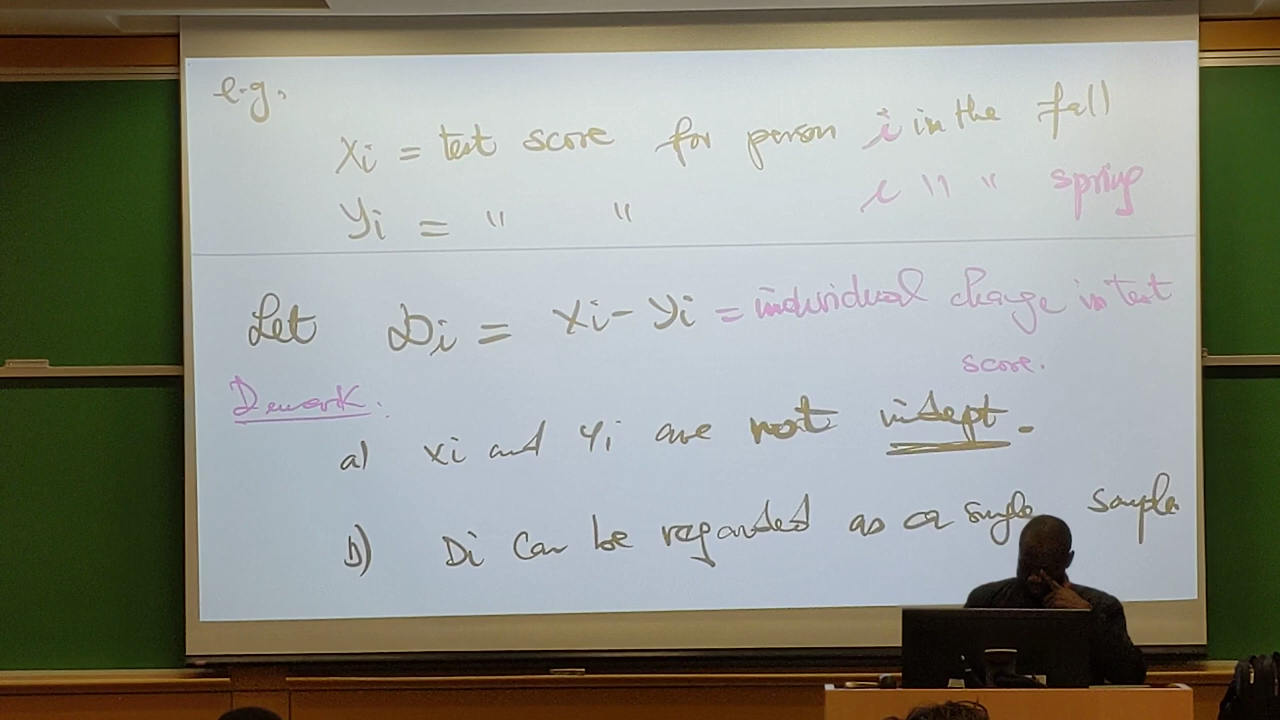 e.g.
Xi = test score for person i in the fall
Yi = " " i " " spring
Let Di = Xi - Yi = individual change in test
score.
Remark.
a) Xi and Yi are not indept.
b) Di can be regarded as a single sample